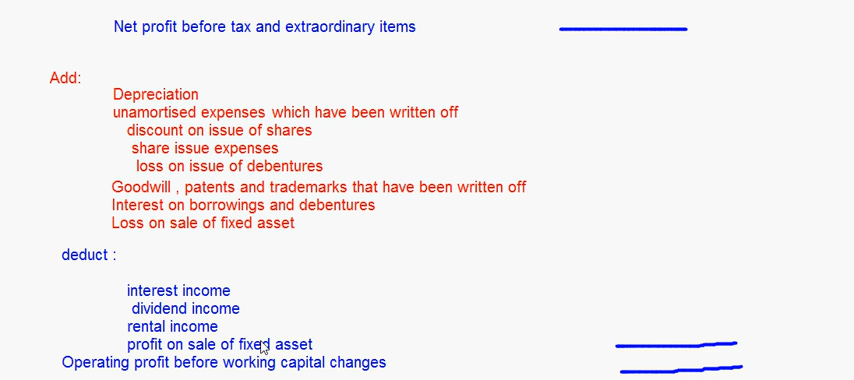 Net profit before tax and extraordinary items
Add:
Depreciation
unamortised expenses which have been written off
discount on issue of shares
share issue expenses
loss on issue of debentures
Goodwill , patents and trademarks that have been written off
Interest on borrowings and debentures
Loss on sale of fixed asset
deduct :
interest income
dividend income
rental income
profit on sale of fixed asset
Operating profit before working capital changes